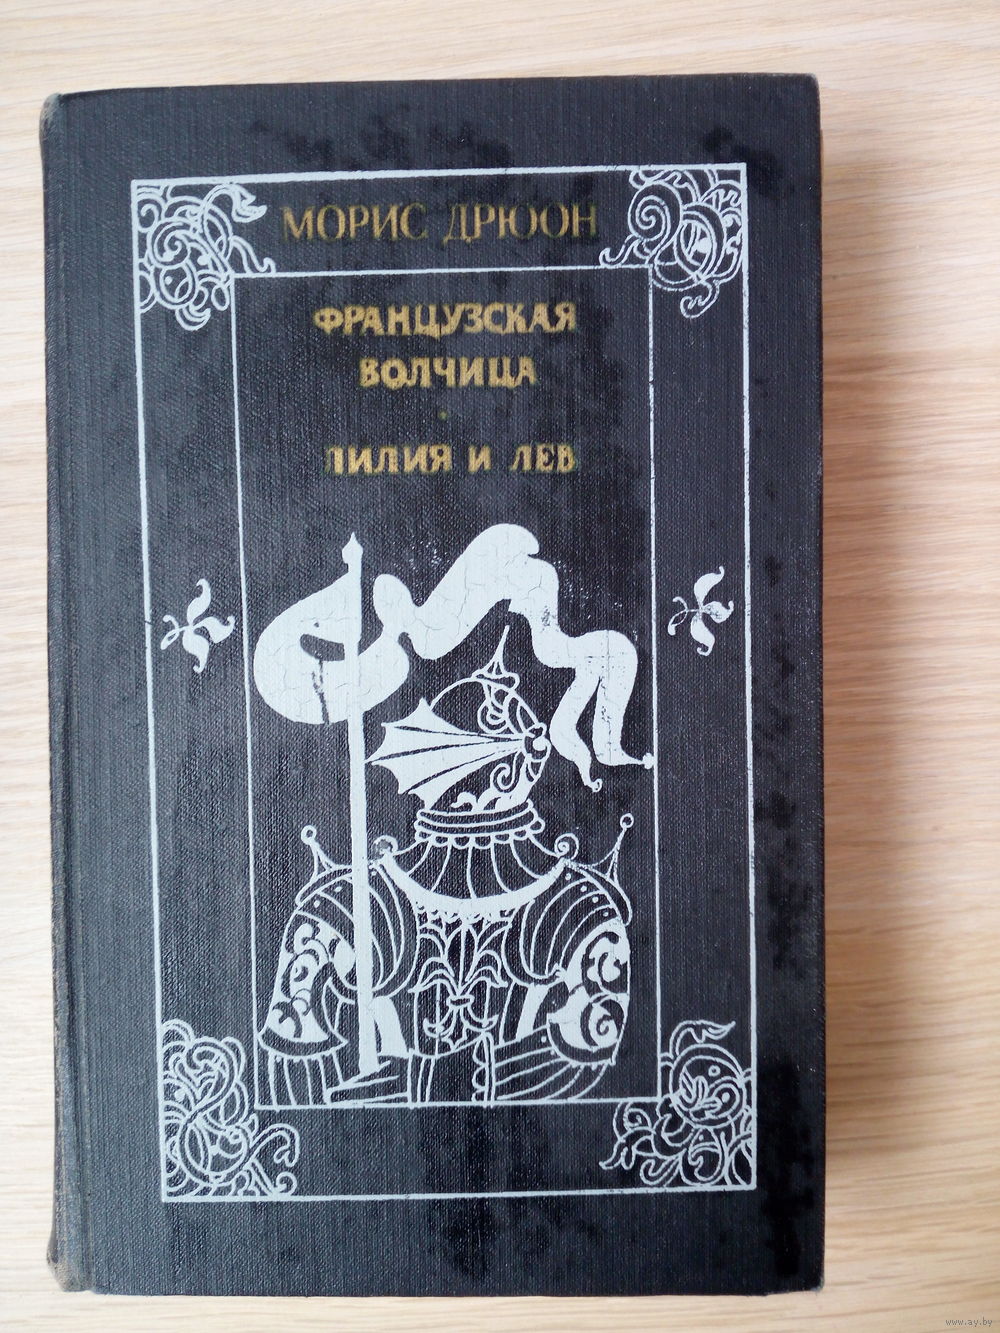 МОРИС ДРЮОН
ФРАНЦУЗСКАЯ
ВОЛЧИЦА
·
ЛИЛИЯ И ЛЕВ
www.ay.by